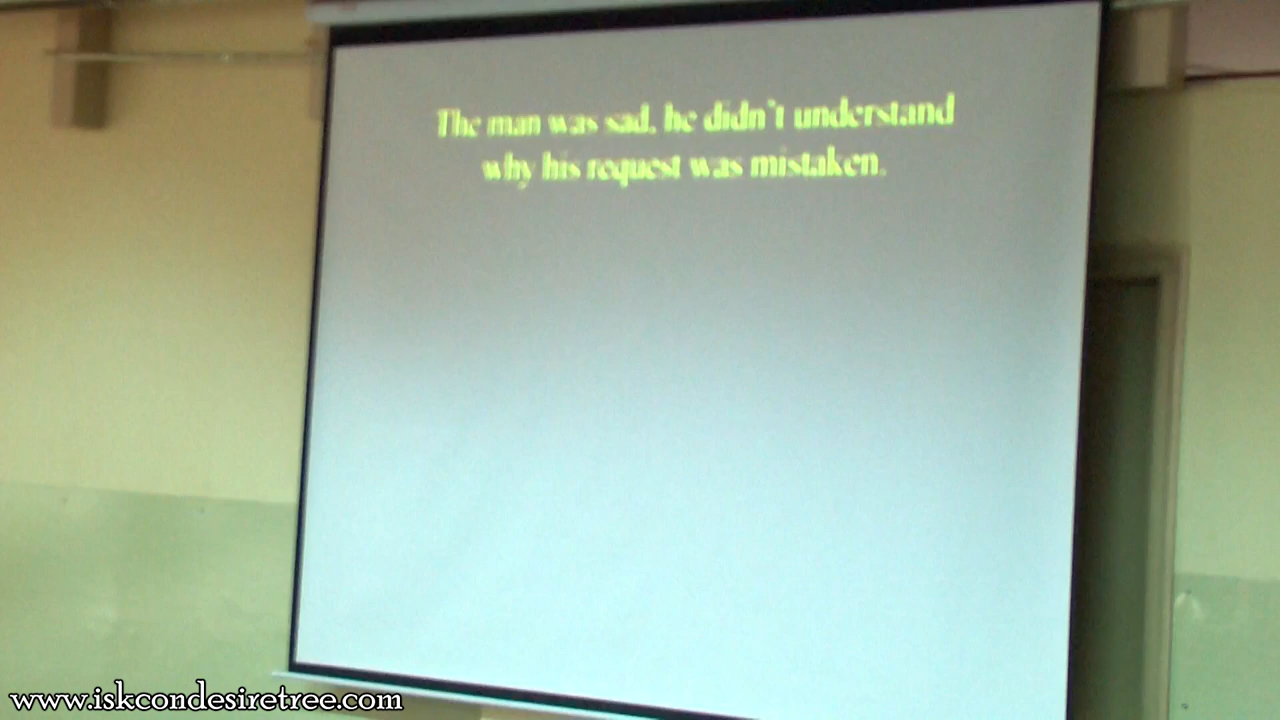 The man was sad, he didn't understand
why his request was mistaken.
www.iskcondesiretree.com